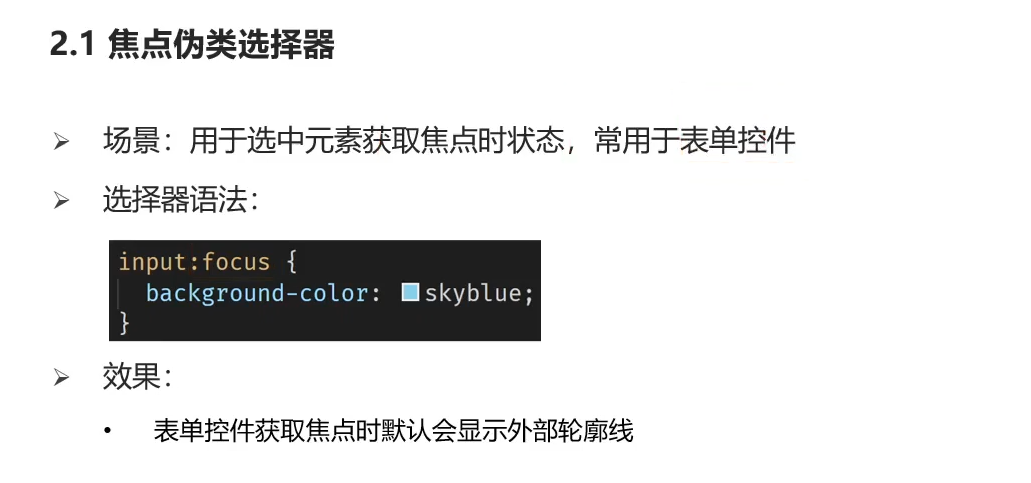 2.1 焦点伪类选择器
➢ 场景：用于选中元素获取焦点时状态，常用于表单控件
➢ 选择器语法：
input:focus {
  background-color: skyblue;
}
➢ 效果：
• 表单控件获取焦点时默认会显示外部轮廓线